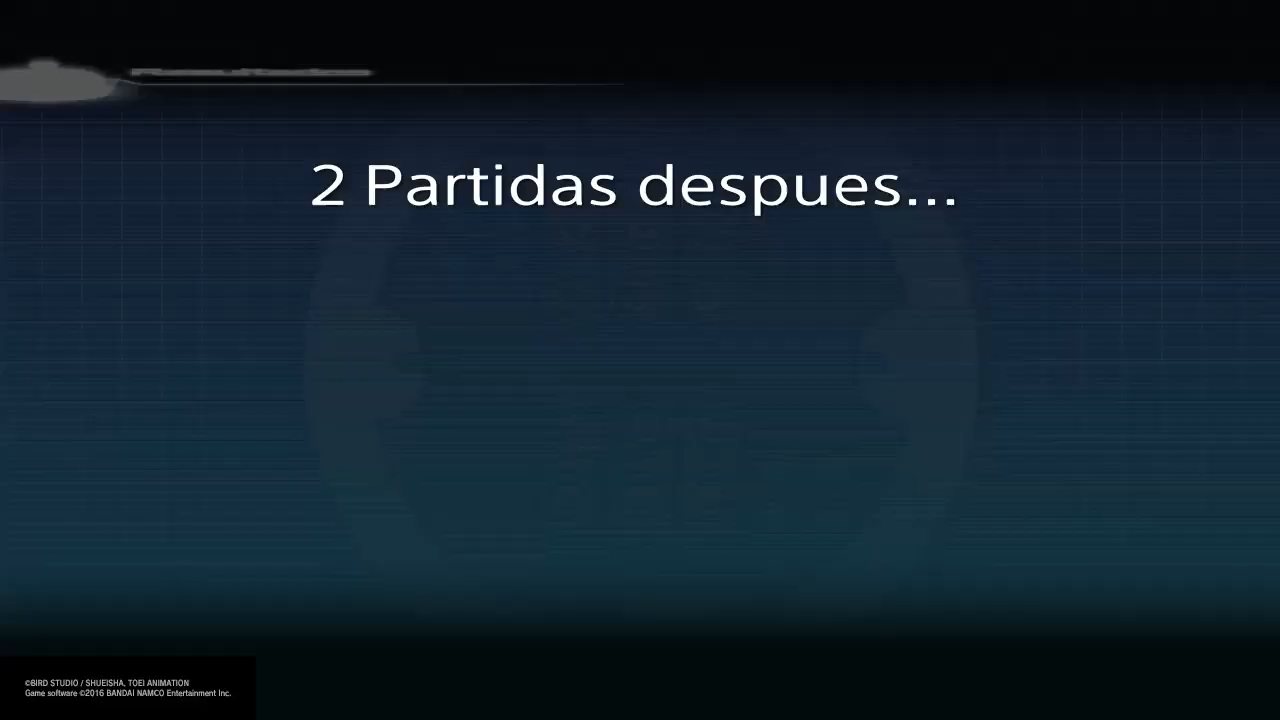 2 Partidas despues...
©BIRD STUDIO / SHUEISHA, TOEI ANIMATION
Game software ©2016 BANDAI NAMCO Entertainment Inc.